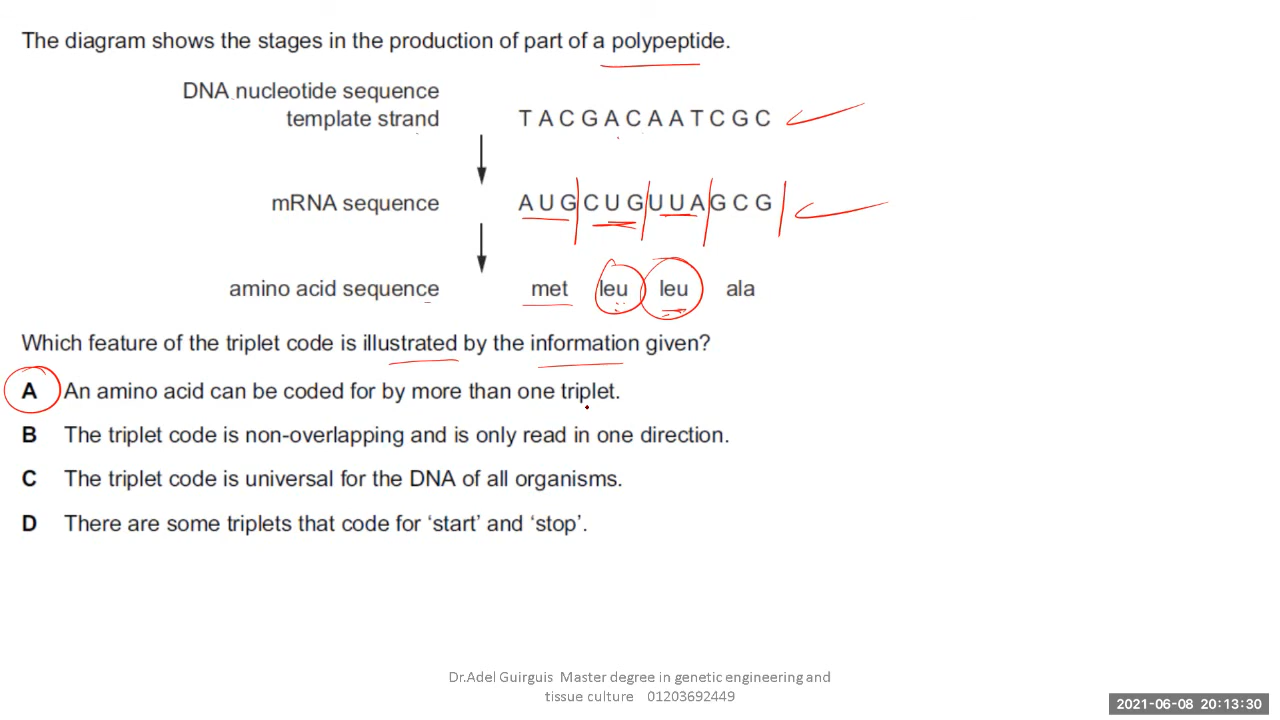 The diagram shows the stages in the production of part of a polypeptide.
DNA nucleotide sequence
template strand T A C G A C A A T C G C
mRNA sequence A U G C U G U U A G C G
amino acid sequence met leu leu ala
Which feature of the triplet code is illustrated by the information given?
A An amino acid can be coded for by more than one triplet.
B The triplet code is non-overlapping and is only read in one direction.
C The triplet code is universal for the DNA of all organisms.
D There are some triplets that code for ‘start’ and ‘stop’.
Dr.Adel Guirguis Master degree in genetic engineering and
tissue culture 01203692449
2021-06-08 20:13:30